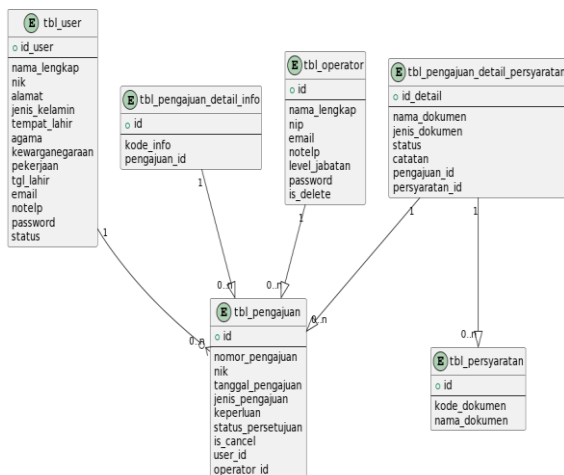 E tbl_user
id_user
nama_lengkap
nik
alamat
jenis_kelamin
tempat_lahir
agama
kewarganegaraan
pekerjaan
tgl_lahir
email
notelp
password
status
E tbl_pengajuan_detail_info
id
kode_info
pengajuan_id
E tbl_operator
id
nama_lengkap
nip
email
notelp
level_jabatan
password
is_delete
E tbl_pengajuan_detail_persyaratan
id_detail
nama_dokumen
jenis_dokumen
status
catatan
pengajuan_id
persyaratan_id
1
1
1
1
1
0..n
0..n
0..n
0..n
0..n
E tbl_pengajuan
id
nomor_pengajuan
nik
tanggal_pengajuan
jenis_pengajuan
keperluan
status_persetujuan
is_cancel
user_id
operator_id
E tbl_persyaratan
id
kode_dokumen
nama_dokumen